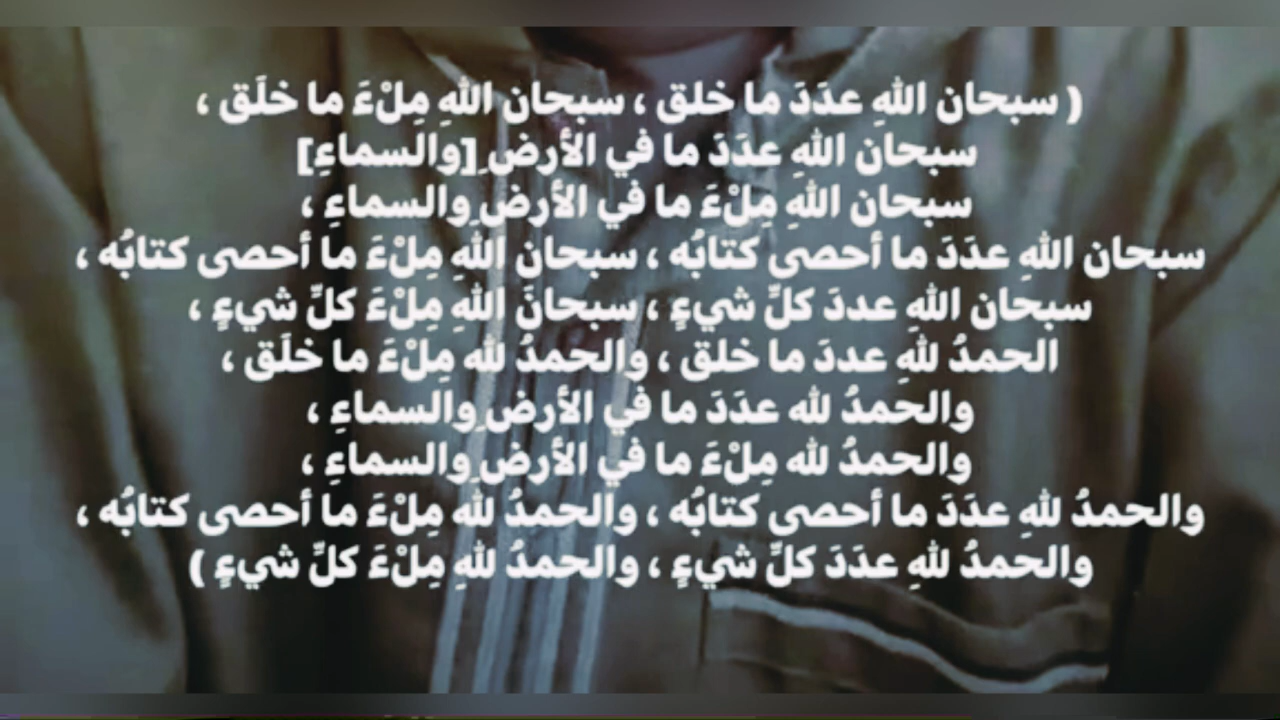 ( سبحان اللهِ عدَدَ ما خلق ، سبحان اللهِ مِلْءَ ما خلَق ،
سبحان اللهِ عدَدَ ما في الأرضِ [والسماءِ]
سبحان اللهِ مِلْءَ ما في الأرضِ والسماءِ ،
سبحان اللهِ عدَدَ ما أحصى كتابُه ، سبحان اللهِ مِلْءَ ما أحصى كتابُه ،
سبحان اللهِ عددَ كلِّ شيءٍ ، سبحانَ اللهِ مِلْءَ كلِّ شيءٍ ،
الحمدُ للهِ عددَ ما خلق ، والحمدُ لله مِلْءَ ما خلَق ،
والحمدُ لله عدَدَ ما في الأرضِ والسماءِ ،
والحمدُ لله مِلْءَ ما في الأرضِ والسماءِ ،
والحمدُ للهِ عدَدَ ما أحصى كتابُه ، والحمدُ لله مِلْءَ ما أحصى كتابُه ،
والحمدُ للهِ عدَدَ كلِّ شيءٍ ، والحمدُ للهِ مِلْءَ كلِّ شيءٍ )